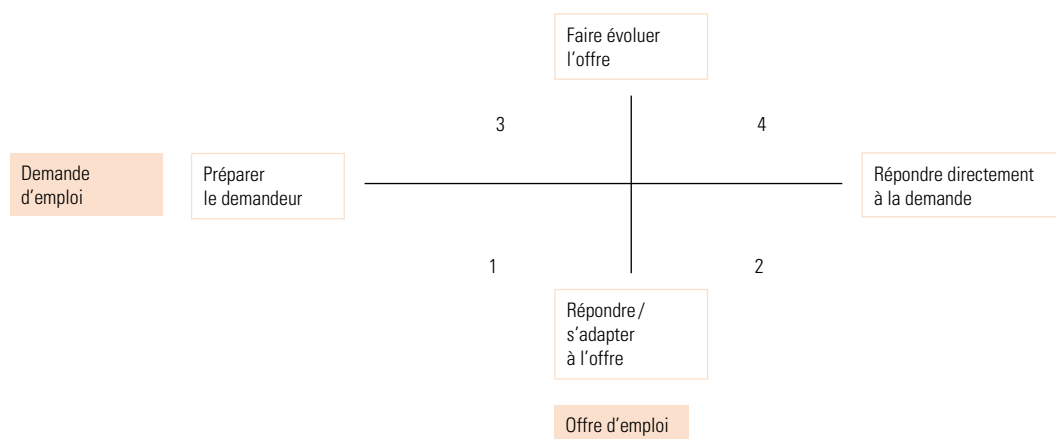 Faire évoluer
l'offre
3
4
Demande
d'emploi
Préparer
le demandeur
Répondre directement
à la demande
1
2
Répondre /
s'adapter
à l'offre
Offre d'emploi